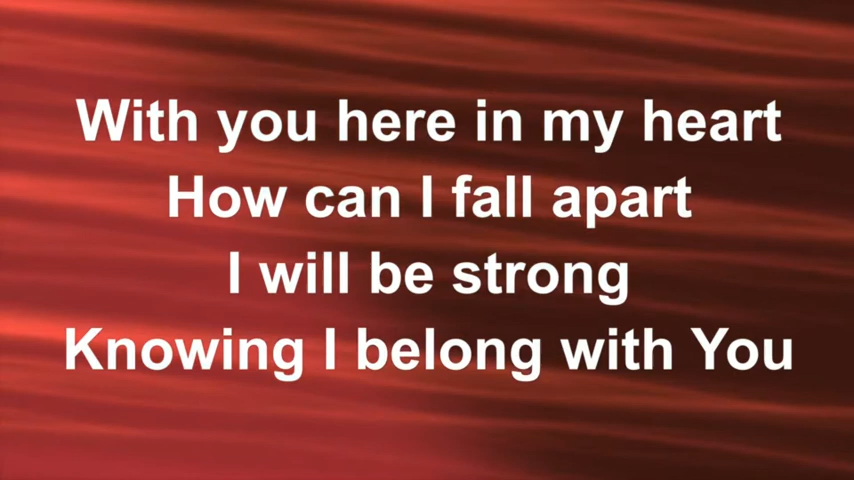 With you here in my heart
How can I fall apart
I will be strong
Knowing I belong with You